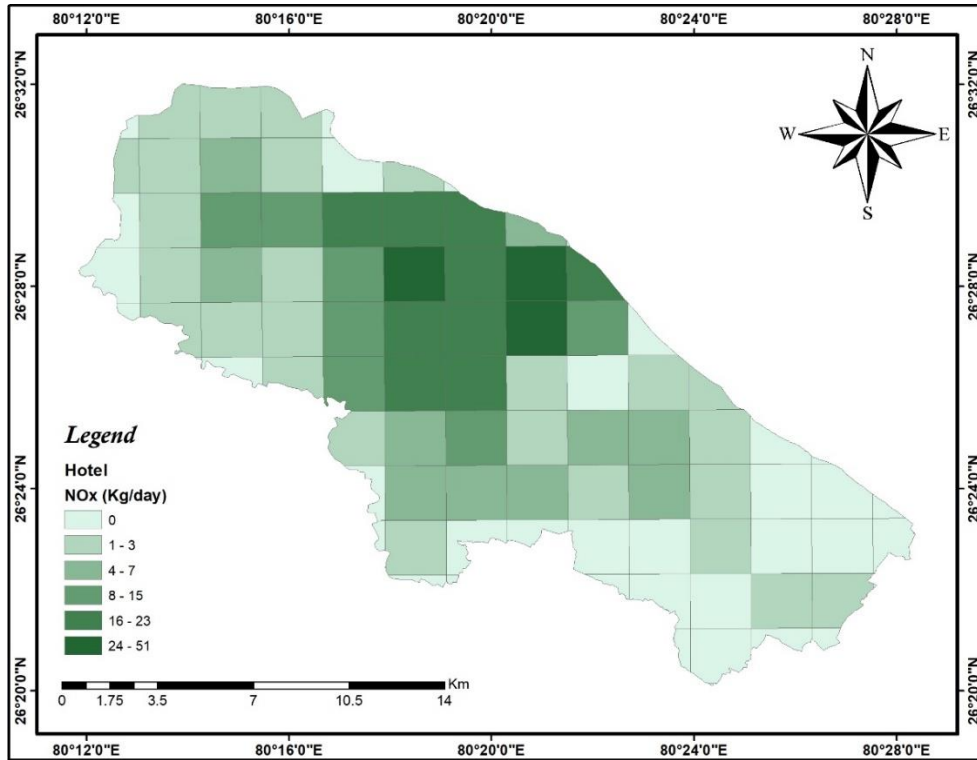 80°12'0"E 80°16'0"E 80°20'0"E 80°24'0"E 80°28'0"E
26°32'0"N 26°32'0"N
N
W E
S
26°28'0"N 26°28'0"N
Legend
Hotel
NOx (Kg/day)
26°24'0"N 26°24'0"N
0
1 - 3
4 - 7
8 - 15
16 - 23
24 - 51
Km
0 1.75 3.5 7 10.5 14
26°20'0"N 26°20'0"N
80°12'0"E 80°16'0"E 80°20'0"E 80°24'0"E 80°28'0"E